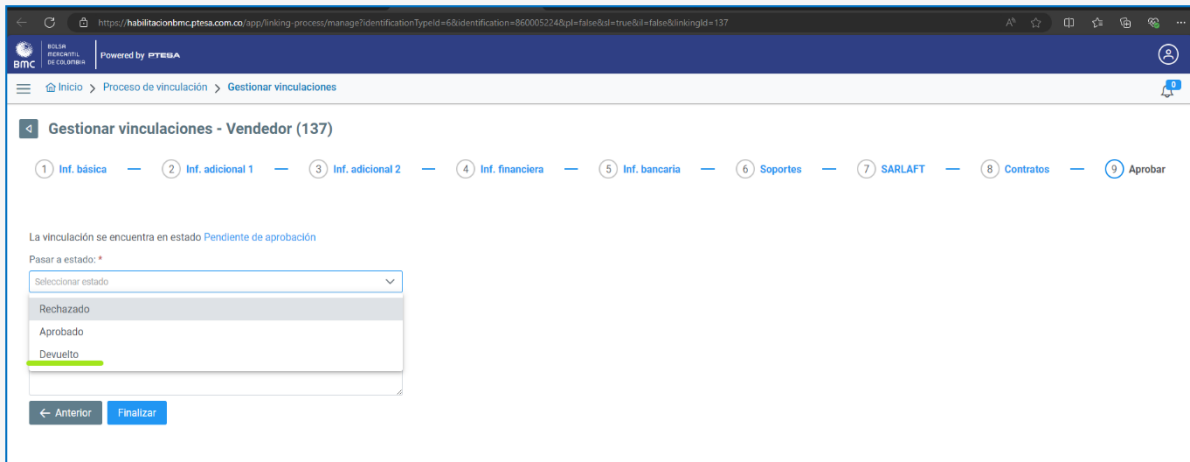 https://habilitacionbmc.ptesa.com.co/app/linking-process/manage?identificationTypeId=6&identification=860005224&pl=false&sl=true&il=false&linkingId=137
BMC
BOLSA
MERCANTIL
DE COLOMBIA
Powered by PTESA
Inicio > Proceso de vinculación > Gestionar vinculaciones
0
Gestionar vinculaciones - Vendedor (137)
1 Inf. básica — 2 Inf. adicional 1 — 3 Inf. adicional 2 — 4 Inf. financiera — 5 Inf. bancaria — 6 Soportes — 7 SARLAFT — 8 Contratos — 9 Aprobar
La vinculación se encuentra en estado Pendiente de aprobación
Pasar a estado: *
Seleccionar estado
Rechazado
Aprobado
Devuelto
← Anterior
Finalizar